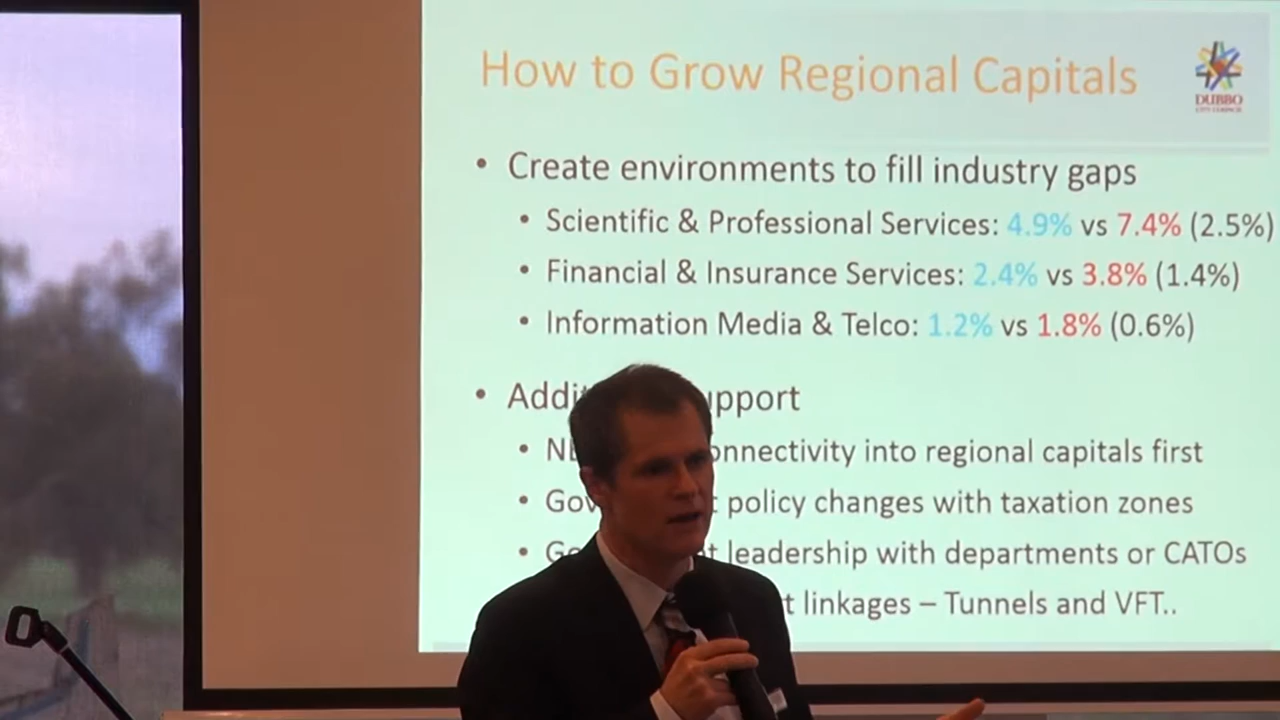 How to Grow Regional Capitals
DUBBO
CITY COUNCIL
• Create environments to fill industry gaps
• Scientific & Professional Services: 4.9% vs 7.4% (2.5%)
• Financial & Insurance Services: 2.4% vs 3.8% (1.4%)
• Information Media & Telco: 1.2% vs 1.8% (0.6%)
•
• into regional capitals first
• policy changes with taxation zones
• leadership with departments or CATOs
linkages – Tunnels and VFT..